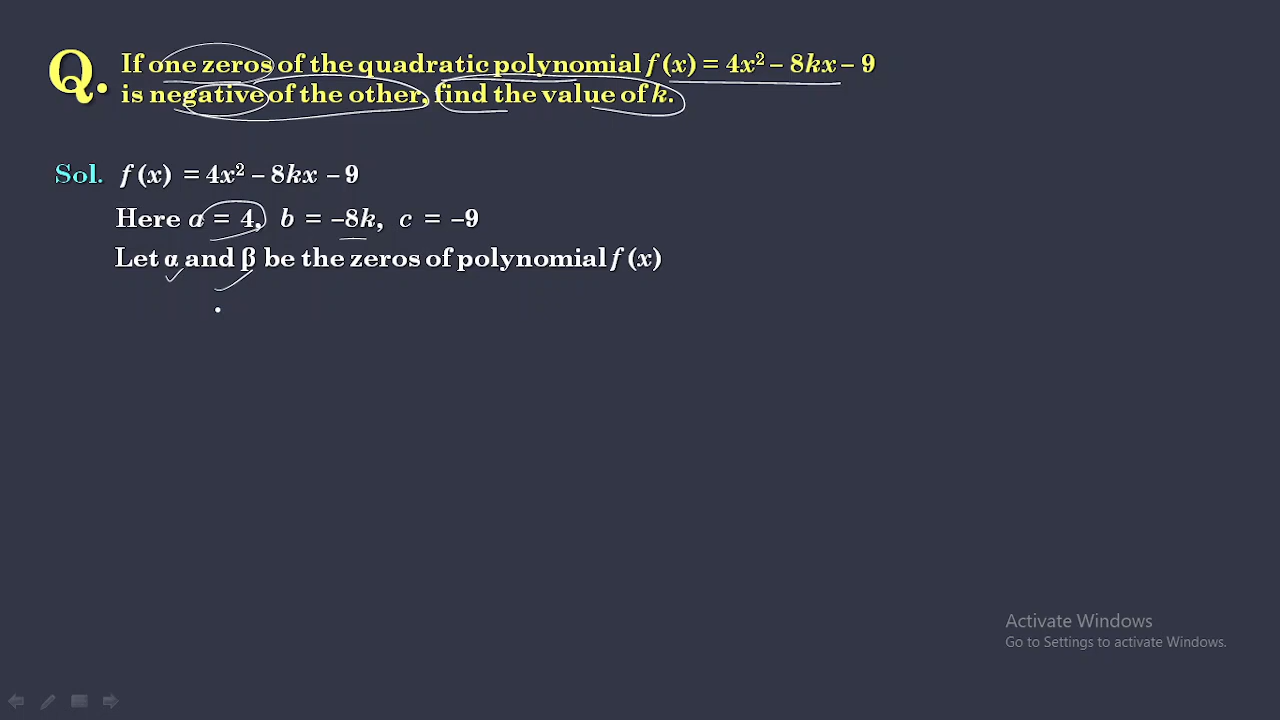 Q. If one zeros of the quadratic polynomial f (x) = 4x² – 8kx – 9
is negative of the other, find the value of k.
Sol. f (x) = 4x² – 8kx – 9
Here a = 4, b = –8k, c = –9
Let α and β be the zeros of polynomial f (x)
Activate Windows
Go to Settings to activate Windows.